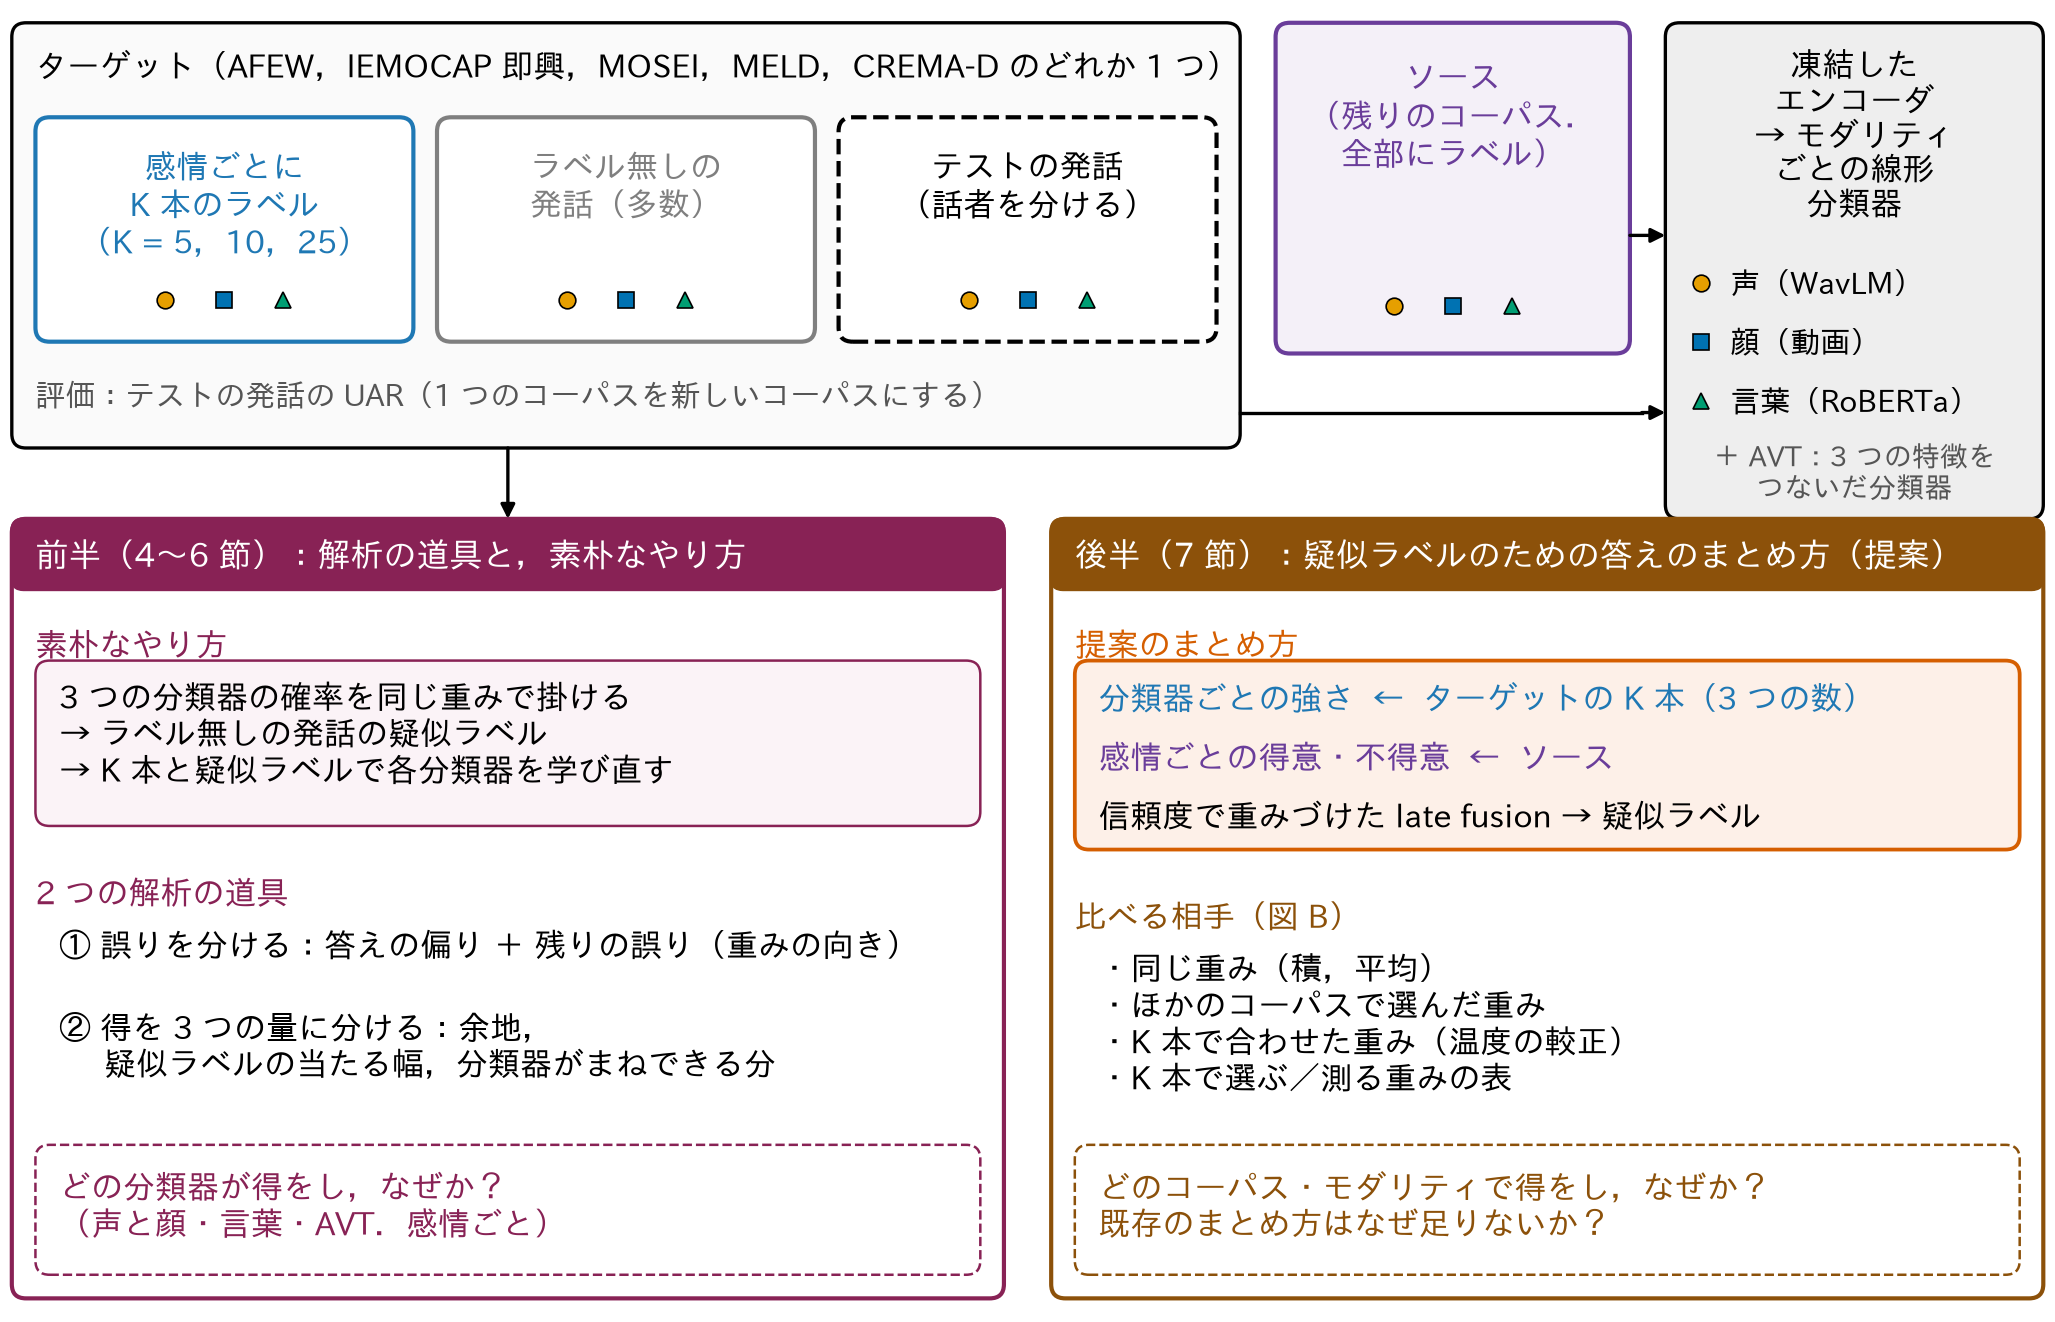 ターゲット（AFEW，IEMOCAP 即興，MOSEI，MELD，CREMA-D のどれか 1 つ）
感情ごとに
K 本のラベル
（K = 5，10，25）
ラベル無しの
発話（多数）
テストの発話
（話者を分ける）
評価：テストの発話の UAR（1 つのコーパスを新しいコーパスにする）
ソース
（残りのコーパス．
全部にラベル）
凍結した
エンコーダ
→ モダリティ
ごとの線形
分類器
声（WavLM）
顔（動画）
言葉（RoBERTa）
＋ AVT：3 つの特徴を
つないだ分類器
前半（4～6 節）：解析の道具と，素朴なやり方
素朴なやり方
3 つの分類器の確率を同じ重みで掛ける
→ ラベル無しの発話の疑似ラベル
→ K 本と疑似ラベルで各分類器を学び直す
2 つの解析の道具
① 誤りを分ける：答えの偏り ＋ 残りの誤り（重みの向き）
② 得を 3 つの量に分ける：余地，
疑似ラベルの当たる幅，分類器がまねできる分
どの分類器が得をし，なぜか？
（声と顔・言葉・AVT．感情ごと）
後半（7 節）：疑似ラベルのための答えのまとめ方（提案）
提案のまとめ方
分類器ごとの強さ ← ターゲットの K 本（3 つの数）
感情ごとの得意・不得意 ← ソース
信頼度で重みづけた late fusion → 疑似ラベル
比べる相手（図 B）
・同じ重み（積，平均）
・ほかのコーパスで選んだ重み
・K 本で合わせた重み（温度の較正）
・K 本で選ぶ／測る重みの表
どのコーパス・モダリティで得をし，なぜか？
既存のまとめ方はなぜ足りないか？